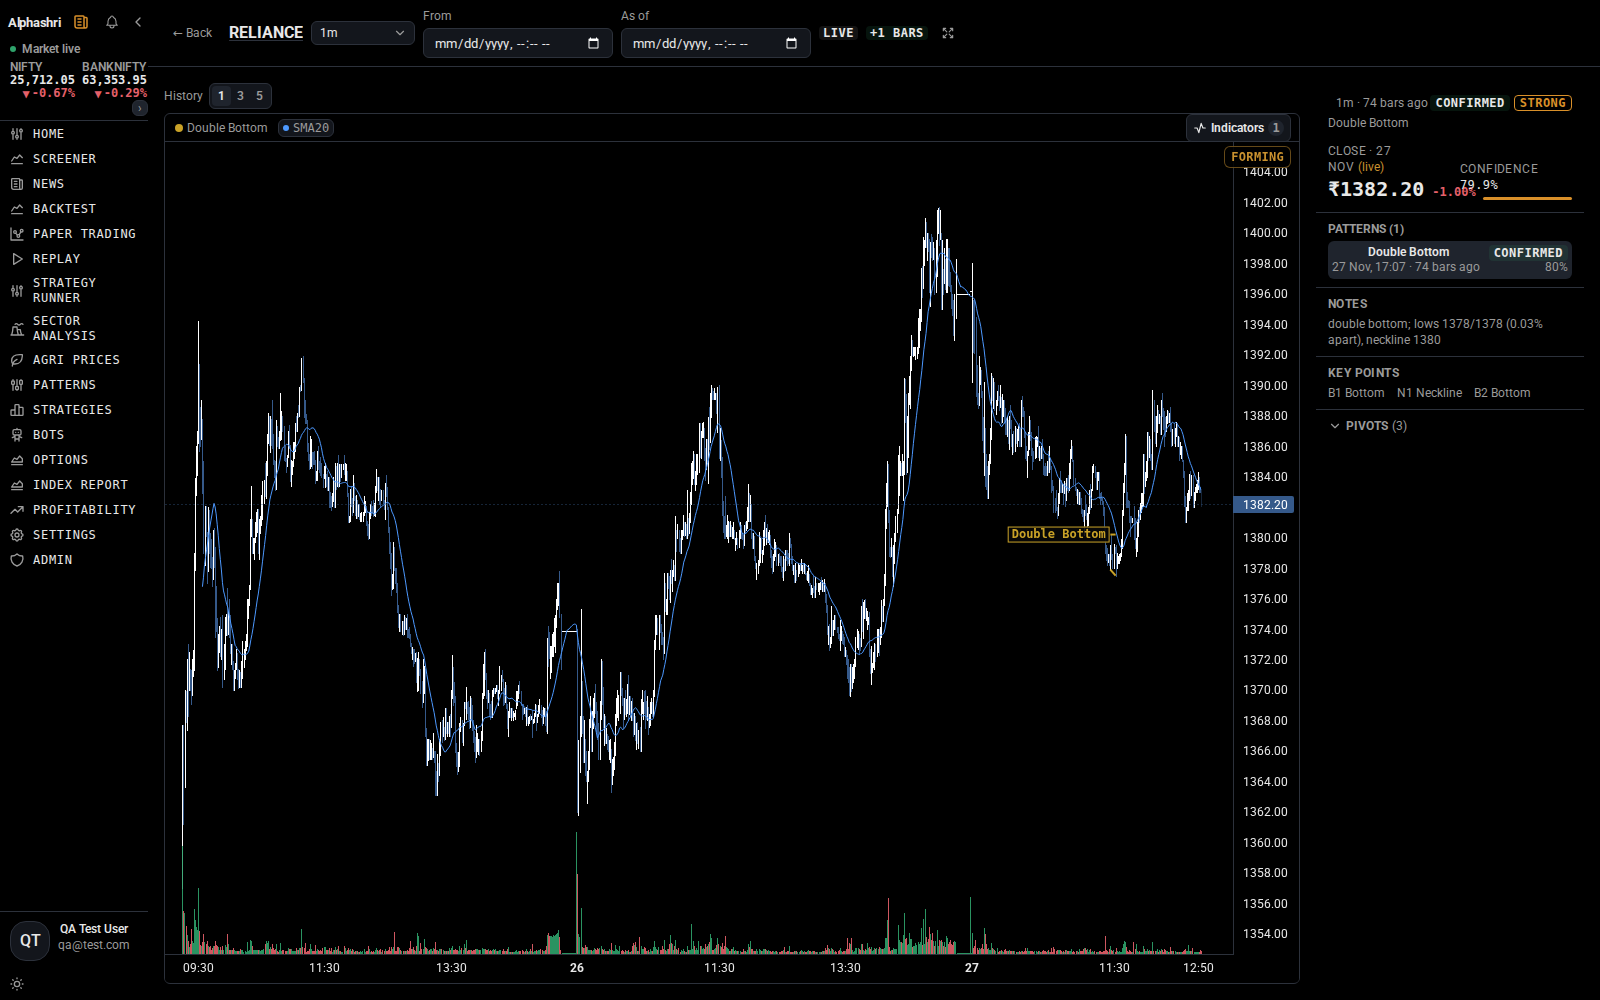 Alphashri
Market live
NIFTY BANKNIFTY
25,712.05 63,353.95
▼-0.67% ▼-0.29%
›
HOME
SCREENER
NEWS
BACKTEST
PAPER TRADING
REPLAY
STRATEGY
RUNNER
SECTOR
ANALYSIS
AGRI PRICES
PATTERNS
STRATEGIES
BOTS
OPTIONS
INDEX REPORT
PROFITABILITY
SETTINGS
ADMIN
QT
QA Test User
qa@test.com
← Back
RELIANCE
1m
From
mm/dd/yyyy, --:-- --
As of
mm/dd/yyyy, --:-- --
LIVE
+1 BARS
History 1 3 5
Double Bottom
SMA20
Indicators 1
FORMING
1404.00
1402.00
1400.00
1398.00
1396.00
1394.00
1392.00
1390.00
1388.00
1386.00
1384.00
1382.20
1380.00
1378.00
1376.00
1374.00
1372.00
1370.00
1368.00
1366.00
1364.00
1362.00
1360.00
1358.00
1356.00
1354.00
Double Bottom
09:30 11:30 13:30 26 11:30 13:30 27 11:30 12:50
1m · 74 bars ago CONFIRMED STRONG
Double Bottom
CLOSE · 27
NOV (live)
₹1382.20 -1.00%
CONFIDENCE
79.9%
PATTERNS (1)
Double Bottom CONFIRMED
27 Nov, 17:07 · 74 bars ago 80%
NOTES
double bottom; lows 1378/1378 (0.03%
apart), neckline 1380
KEY POINTS
B1 Bottom N1 Neckline B2 Bottom
PIVOTS (3)